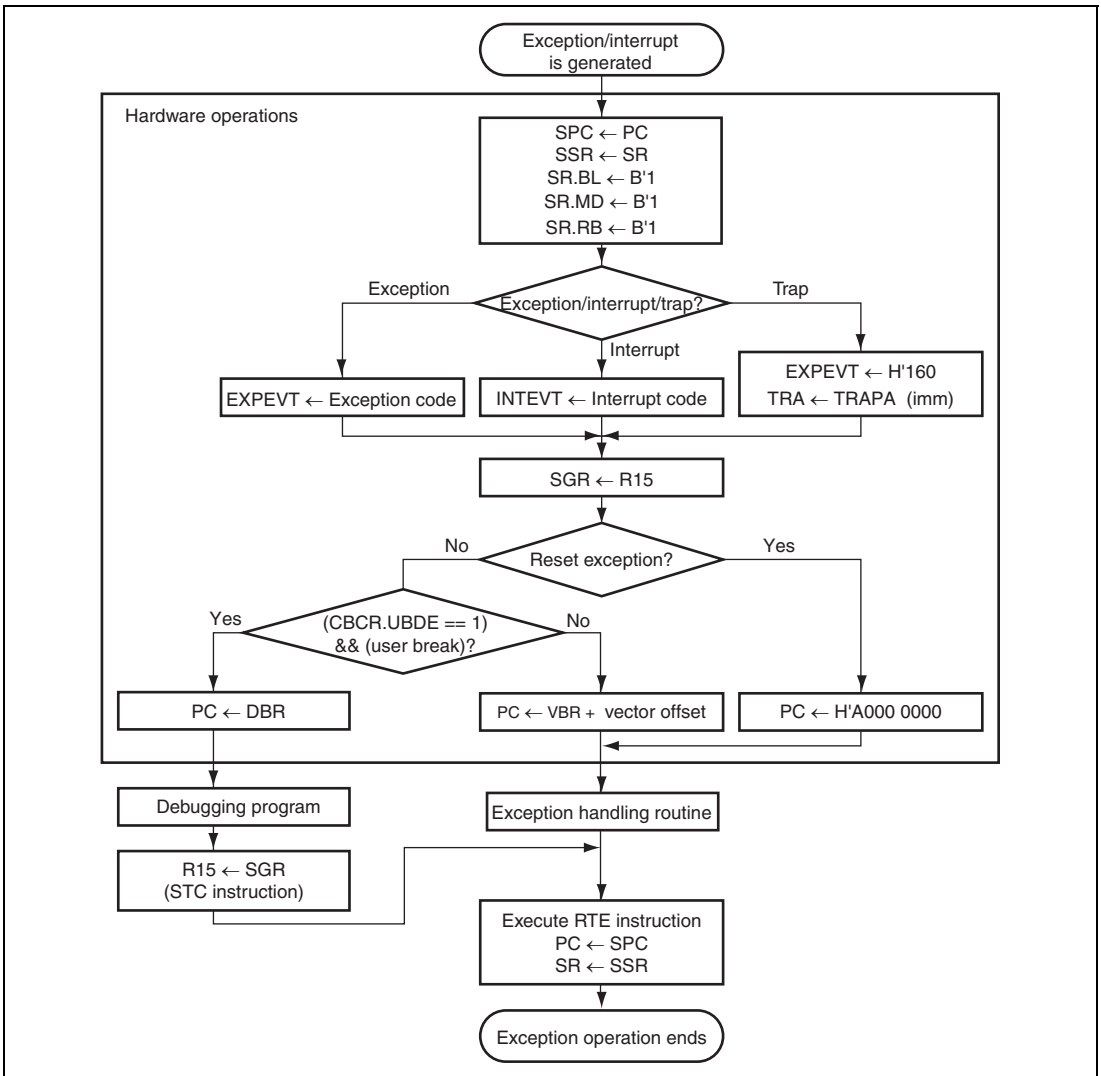 Exception/interrupt
is generated
Hardware operations
SPC ← PC
SSR ← SR
SR.BL ← B'1
SR.MD ← B'1
SR.RB ← B'1
Exception
Exception/interrupt/trap?
Trap
Interrupt
EXPEVT ← Exception code
INTEVT ← Interrupt code
EXPEVT ← H'160
TRA ← TRAPA (imm)
SGR ← R15
No
Reset exception?
Yes
Yes
(CBCR.UBDE == 1)
&& (user break)?
No
PC ← DBR
PC ← VBR + vector offset
PC ← H'A000 0000
Debugging program
Exception handling routine
R15 ← SGR
(STC instruction)
Execute RTE instruction
PC ← SPC
SR ← SSR
Exception operation ends